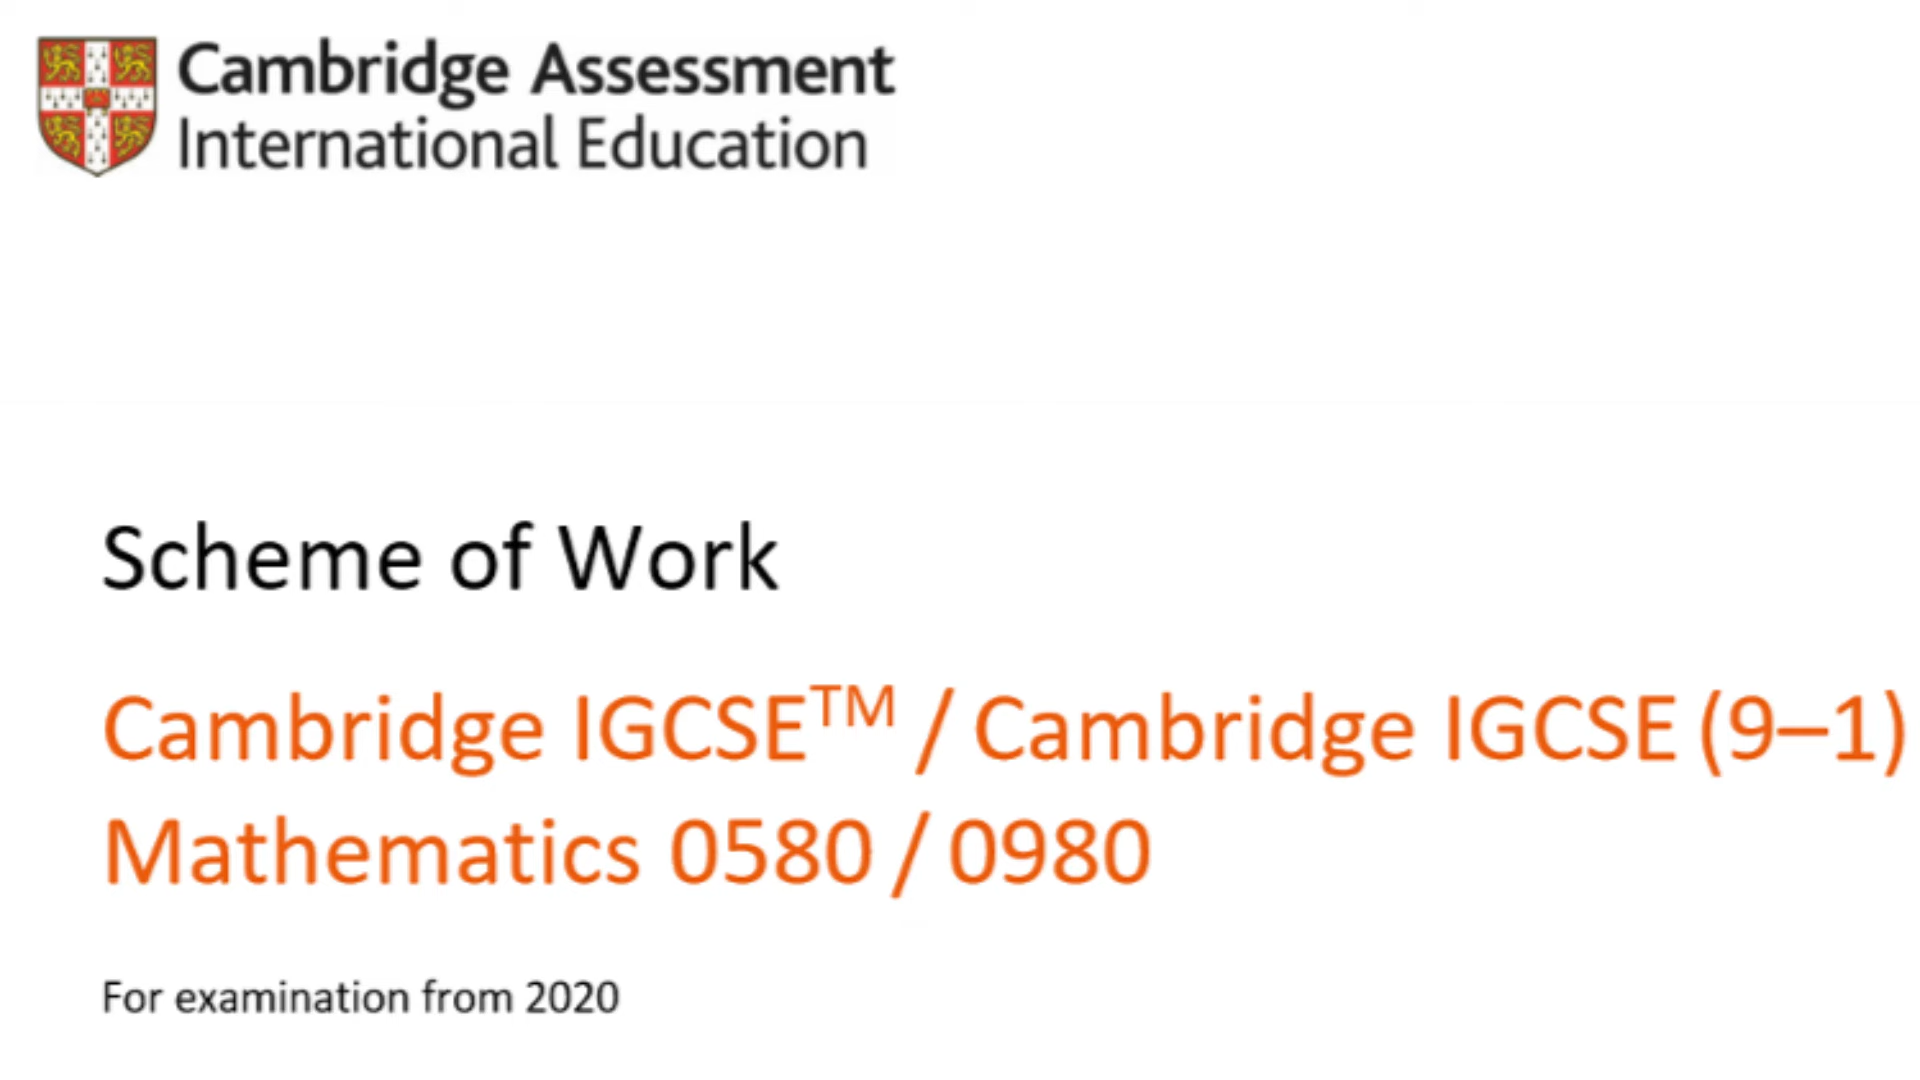 Cambridge Assessment
International Education
Scheme of Work
Cambridge IGCSE™ / Cambridge IGCSE (9–1)
Mathematics 0580 / 0980
For examination from 2020